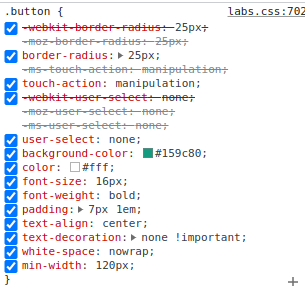 .button { labs.css:702
-webkit-border-radius: 25px;
-moz-border-radius: 25px;
border-radius: 25px;
-ms-touch-action: manipulation;
touch-action: manipulation;
-webkit-user-select: none;
-moz-user-select: none;
-ms-user-select: none;
user-select: none;
background-color: #159c80;
color: #fff;
font-size: 16px;
font-weight: bold;
padding: 7px 1em;
text-align: center;
text-decoration: none !important;
white-space: nowrap;
min-width: 120px;
}